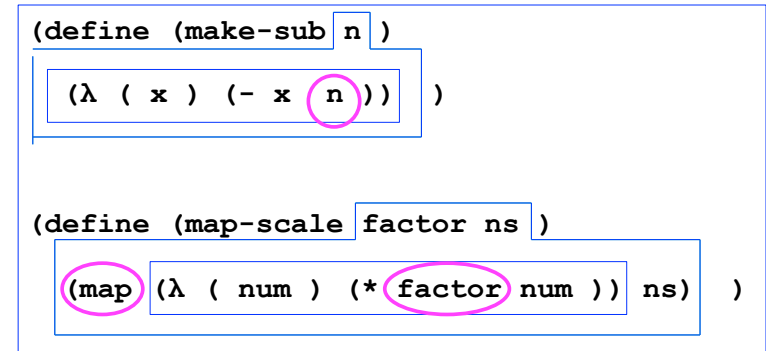 (define (make-sub n )
(λ ( x ) (- x n )) )
(define (map-scale factor ns )
(map (λ ( num ) (* factor num )) ns) )